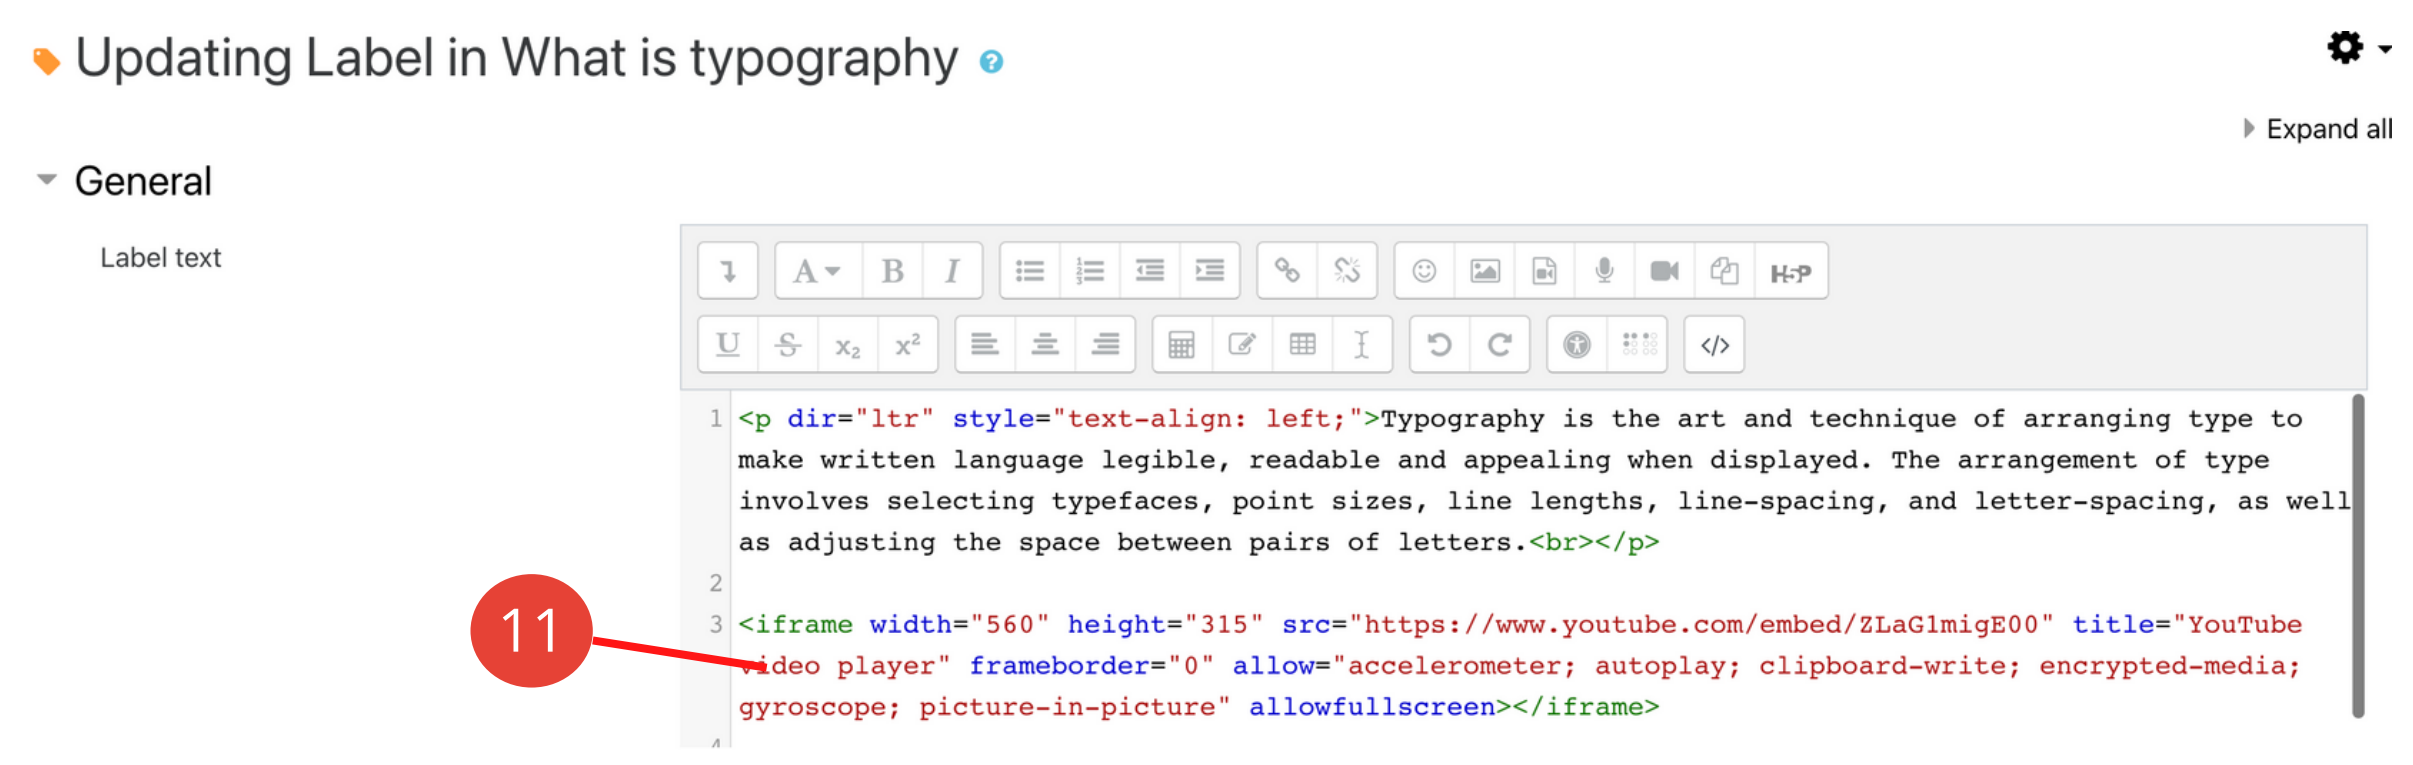 Updating Label in What is typography ?
Expand all
General
Label text
A B I H5P
U S x₂ x² </>
1 <p dir="ltr" style="text-align: left;">Typography is the art and technique of arranging type to
make written language legible, readable and appealing when displayed. The arrangement of type
involves selecting typefaces, point sizes, line lengths, line-spacing, and letter-spacing, as well
as adjusting the space between pairs of letters.<br></p>
2
11
3 <iframe width="560" height="315" src="https://www.youtube.com/embed/ZLaG1migE00" title="YouTube
video player" frameborder="0" allow="accelerometer; autoplay; clipboard-write; encrypted-media;
gyroscope; picture-in-picture" allowfullscreen></iframe>
4